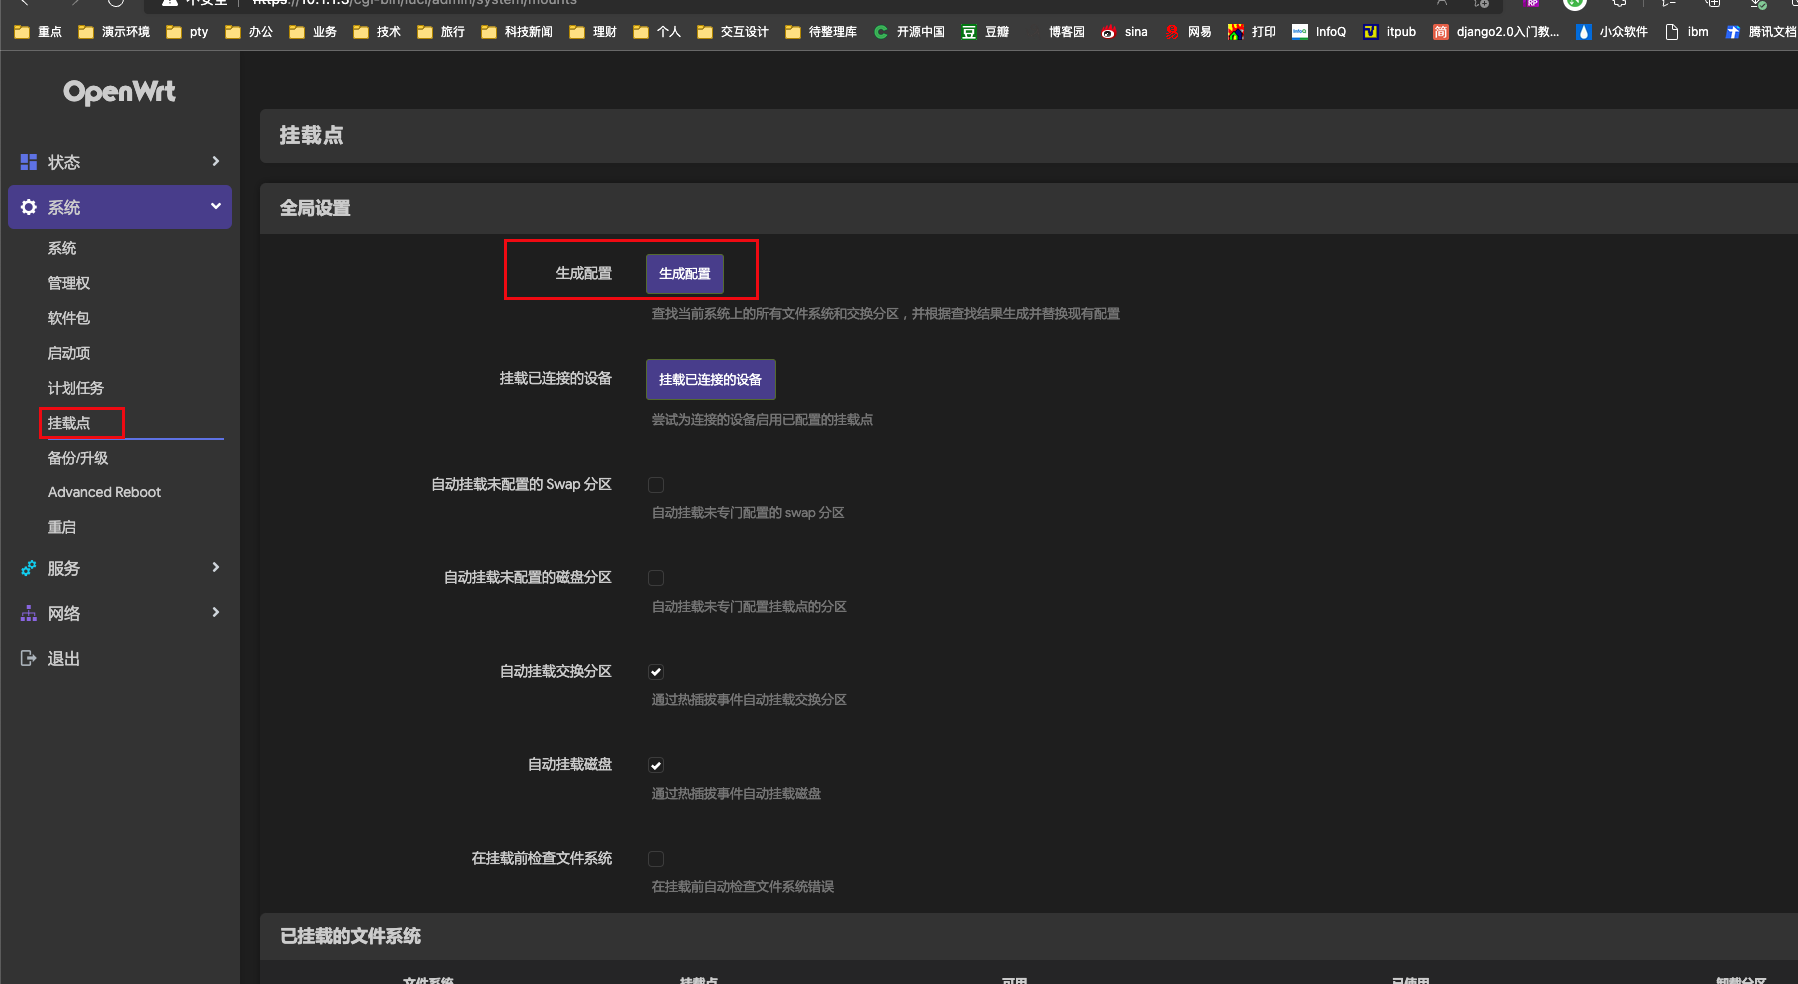 不安全 https://10.1.1.3/cgi-bin/luci/admin/system/mounts
重点 演示环境 pty 办公 业务 技术 旅行 科技新闻 理财 个人 交互设计 待整理库 开源中国 豆瓣 博客园 sina 网易 打印 InfoQ itpub django2.0入门教... 小众软件 ibm 腾讯文档
OpenWrt
状态
系统
系统
管理权
软件包
启动项
计划任务
挂载点
备份/升级
Advanced Reboot
重启
服务
网络
退出
挂载点
全局设置
生成配置 生成配置
查找当前系统上的所有文件系统和交换分区，并根据查找结果生成并替换现有配置
挂载已连接的设备 挂载已连接的设备
尝试为连接的设备启用已配置的挂载点
自动挂载未配置的 Swap 分区
自动挂载未专门配置的 swap 分区
自动挂载未配置的磁盘分区
自动挂载未专门配置挂载点的分区
自动挂载交换分区
通过热插拔事件自动挂载交换分区
自动挂载磁盘
通过热插拔事件自动挂载磁盘
在挂载前检查文件系统
在挂载前自动检查文件系统错误
已挂载的文件系统
文件系统 挂载点 可用 已使用 卸载分区